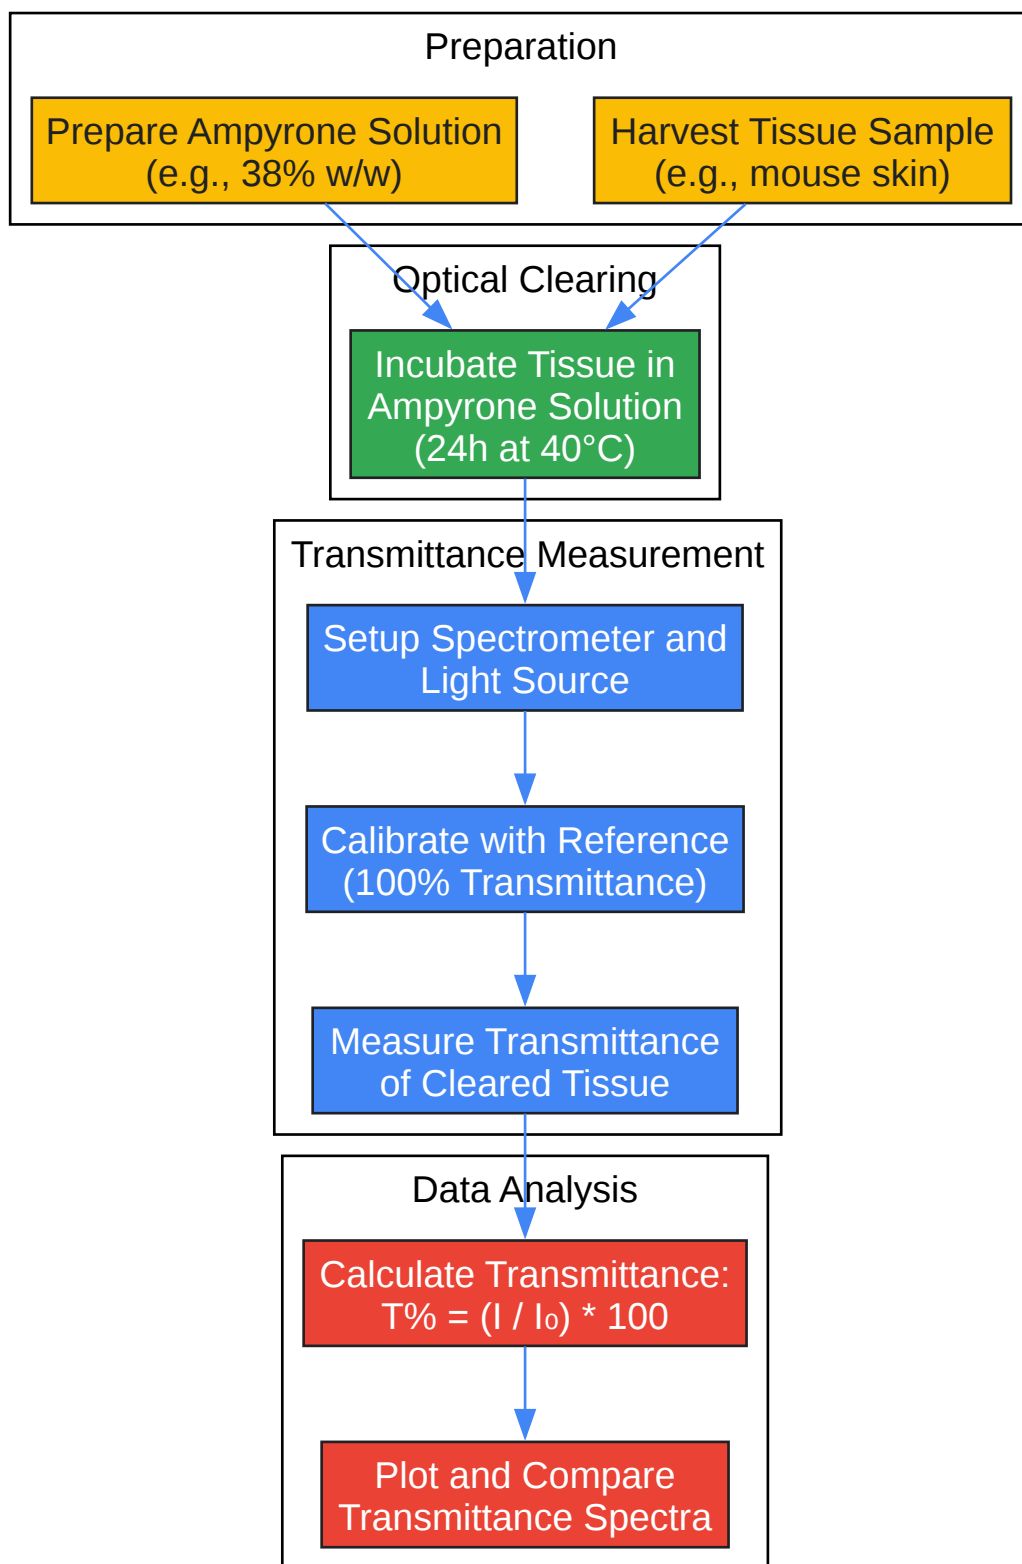 Preparation
Prepare Ampyrone Solution
(e.g., 38% w/w)
Harvest Tissue Sample
(e.g., mouse skin)
Optical Clearing
Incubate Tissue in
Ampyrone Solution
(24h at 40°C)
Transmittance Measurement
Setup Spectrometer and
Light Source
Calibrate with Reference
(100% Transmittance)
Measure Transmittance
of Cleared Tissue
Data Analysis
Calculate Transmittance:
T% = (I / I₀) * 100
Plot and Compare
Transmittance Spectra